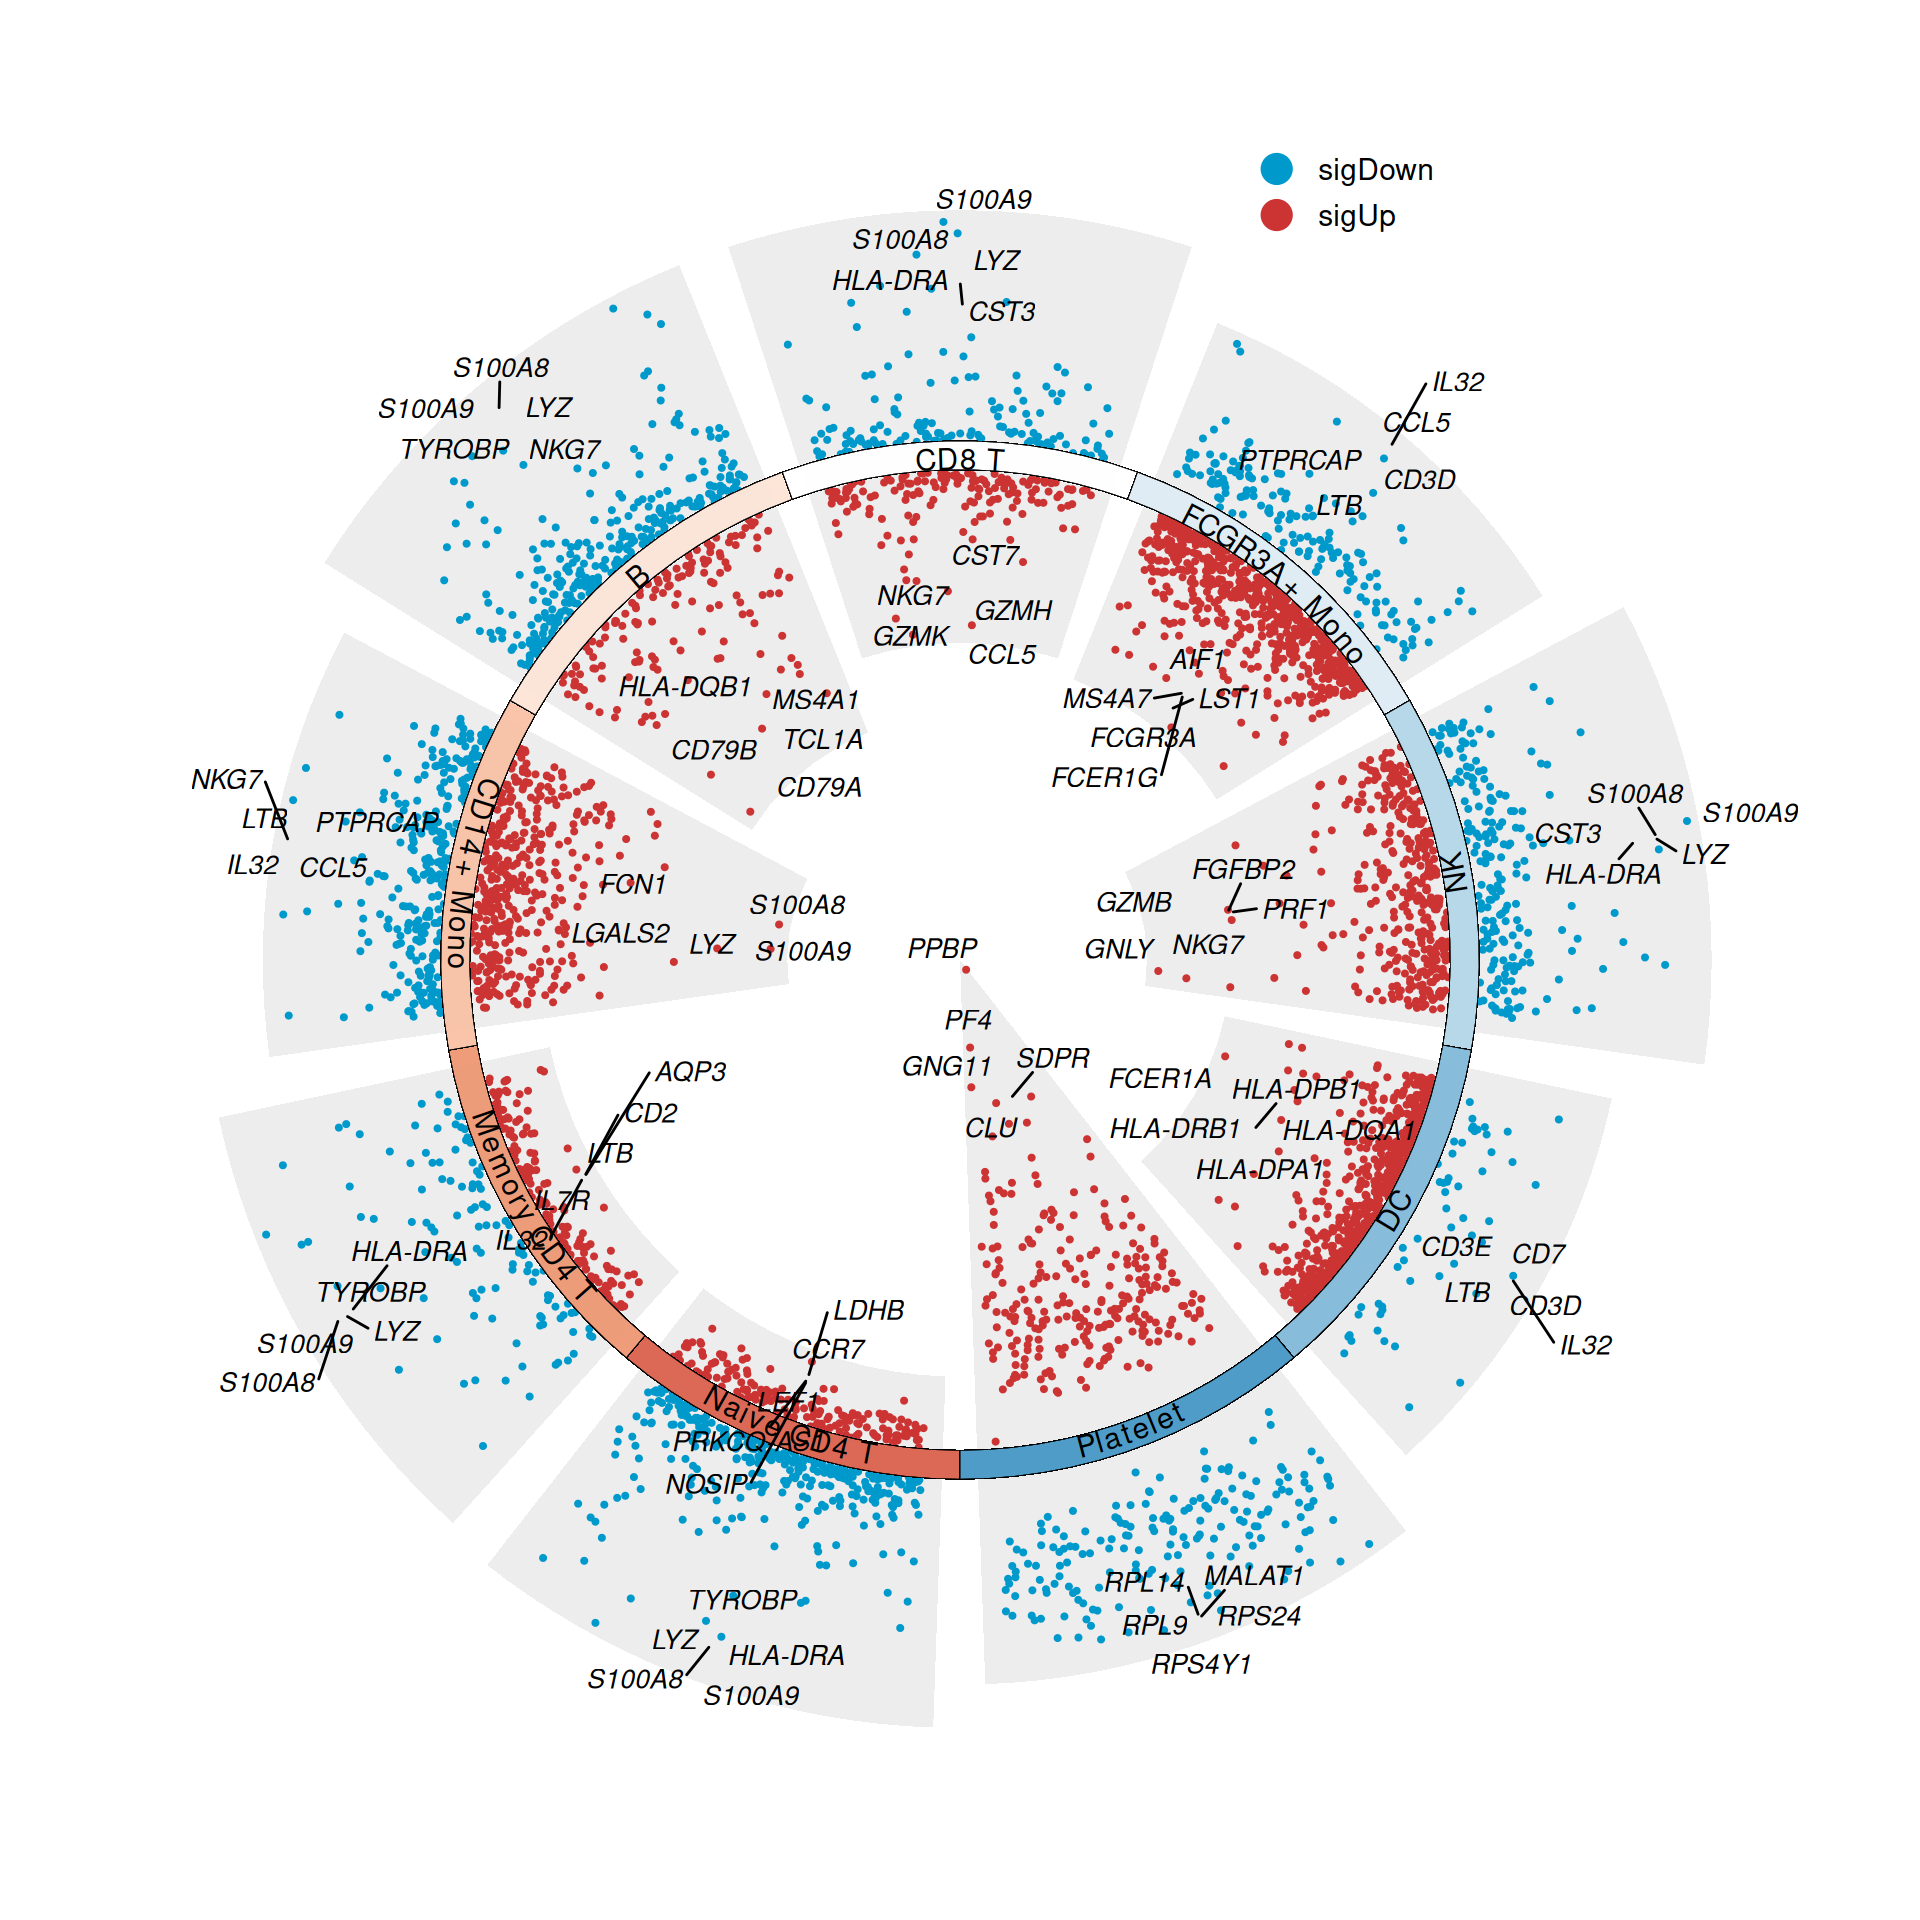 sigDown
sigUp
S100A9
S100A8
LYZ
HLA-DRA
CST3
CD8 T
CST7
NKG7
GZMH
GZMK
CCL5
IL32
CCL5
PTPRCAP
CD3D
LTB
FCGR3A+ Mono
AIF1
MS4A7
LST1
FCGR3A
FCER1G
S100A8
S100A9
CST3
LYZ
HLA-DRA
NK
FGFBP2
GZMB
PRF1
GNLY
NKG7
FCER1A
HLA-DPB1
HLA-DRB1
HLA-DQA1
HLA-DPA1
DC
CD3E
CD7
LTB
CD3D
IL32
PPBP
PF4
GNG11
SDPR
CLU
Platelet
RPL14
MALAT1
RPL9
RPS24
RPS4Y1
LDHB
CCR7
LEF1
PRKCQ-AS1
NOSIP
Naive CD4 T
TYROBP
LYZ
HLA-DRA
S100A8
S100A9
AQP3
CD2
LTB
IL7R
IL32
Memory CD4 T
HLA-DRA
TYROBP
LYZ
S100A9
S100A8
NKG7
LTB
PTPRCAP
IL32
CCL5
CD14+ Mono
FCN1
S100A8
LGALS2
LYZ
S100A9
S100A8
S100A9
LYZ
TYROBP
NKG7
B
HLA-DQB1
MS4A1
CD79B
TCL1A
CD79A